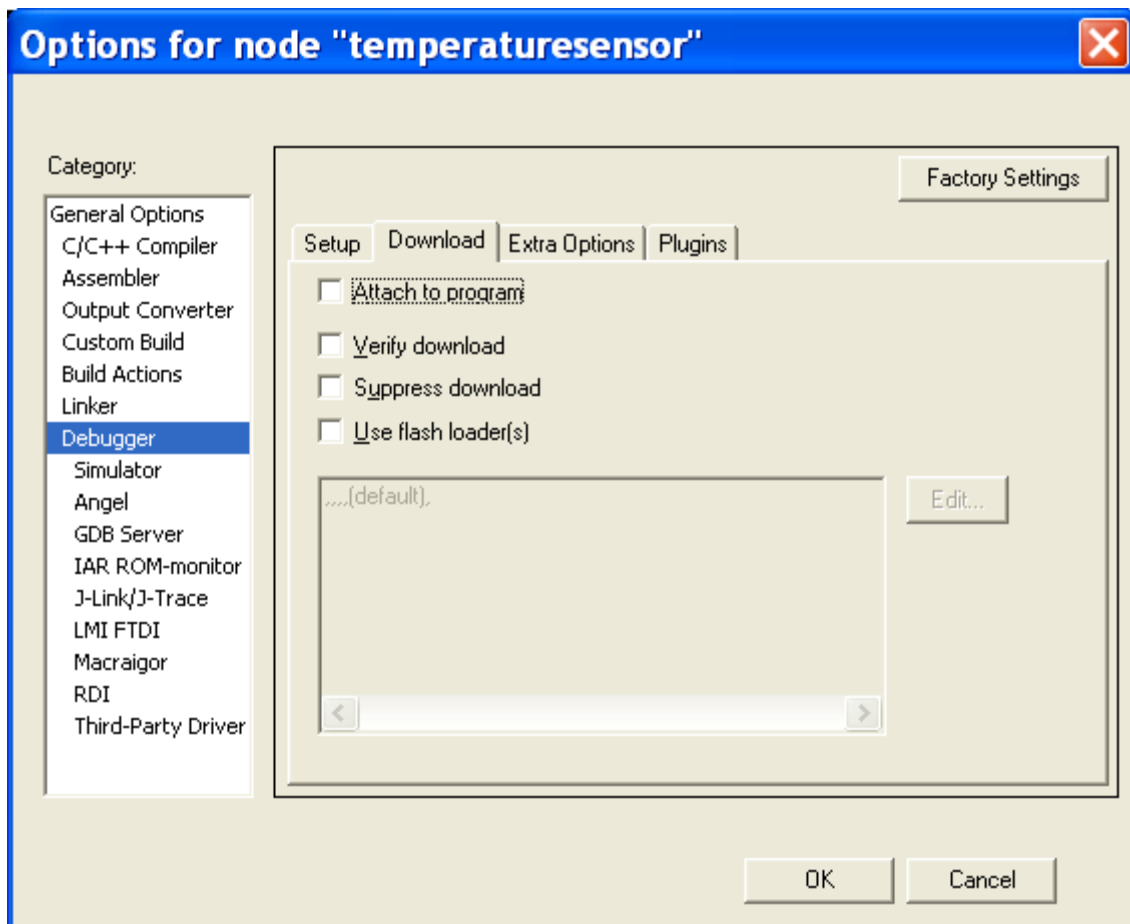 Options for node "temperaturesensor"
Category:
Factory Settings
General Options
C/C++ Compiler
Assembler
Output Converter
Custom Build
Build Actions
Linker
Debugger
Simulator
Angel
GDB Server
IAR ROM-monitor
J-Link/J-Trace
LMI FTDI
Macraigor
RDI
Third-Party Driver
Setup Download Extra Options Plugins
Attach to program
Verify download
Suppress download
Use flash loader(s)
,,,,(default),
Edit...
OK Cancel